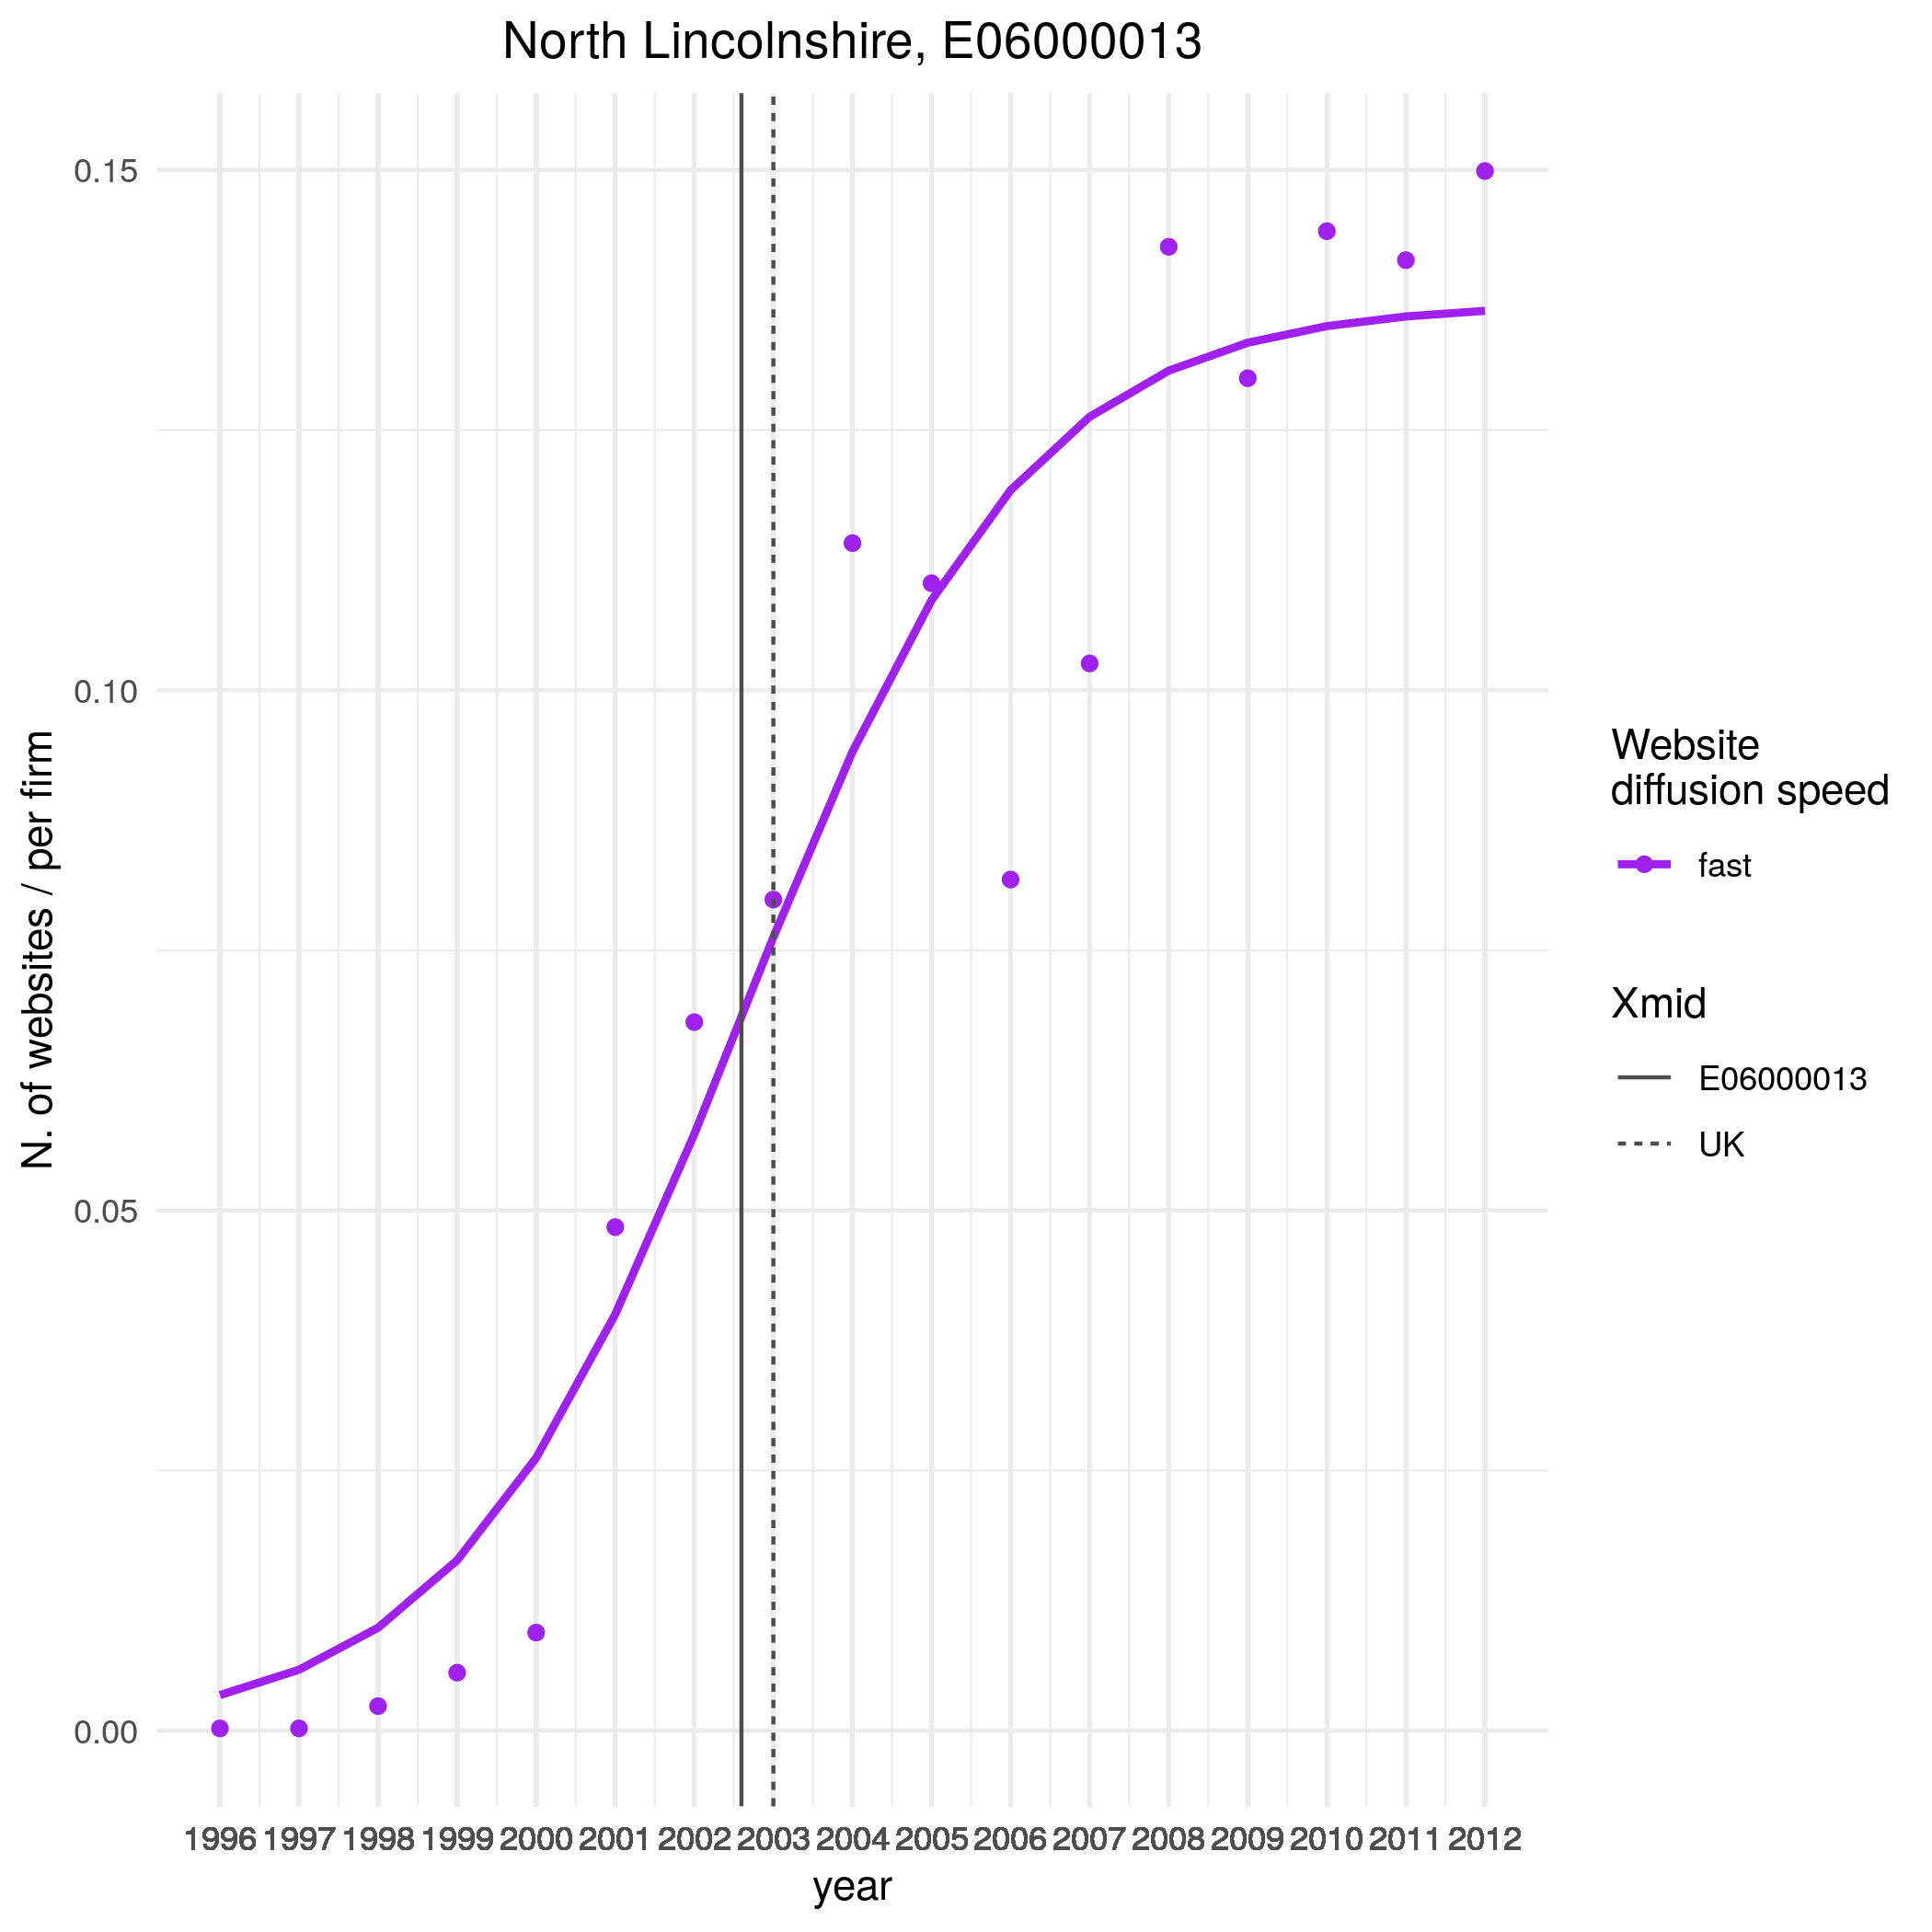 North Lincolnshire, E06000013
0.15
0.10
0.05
0.00
N. of websites / per firm
1996 1997 1998 1999 2000 2001 2002 2003 2004 2005 2006 2007 2008 2009 2010 2011 2012
year
Website
diffusion speed
fast
Xmid
E06000013
UK